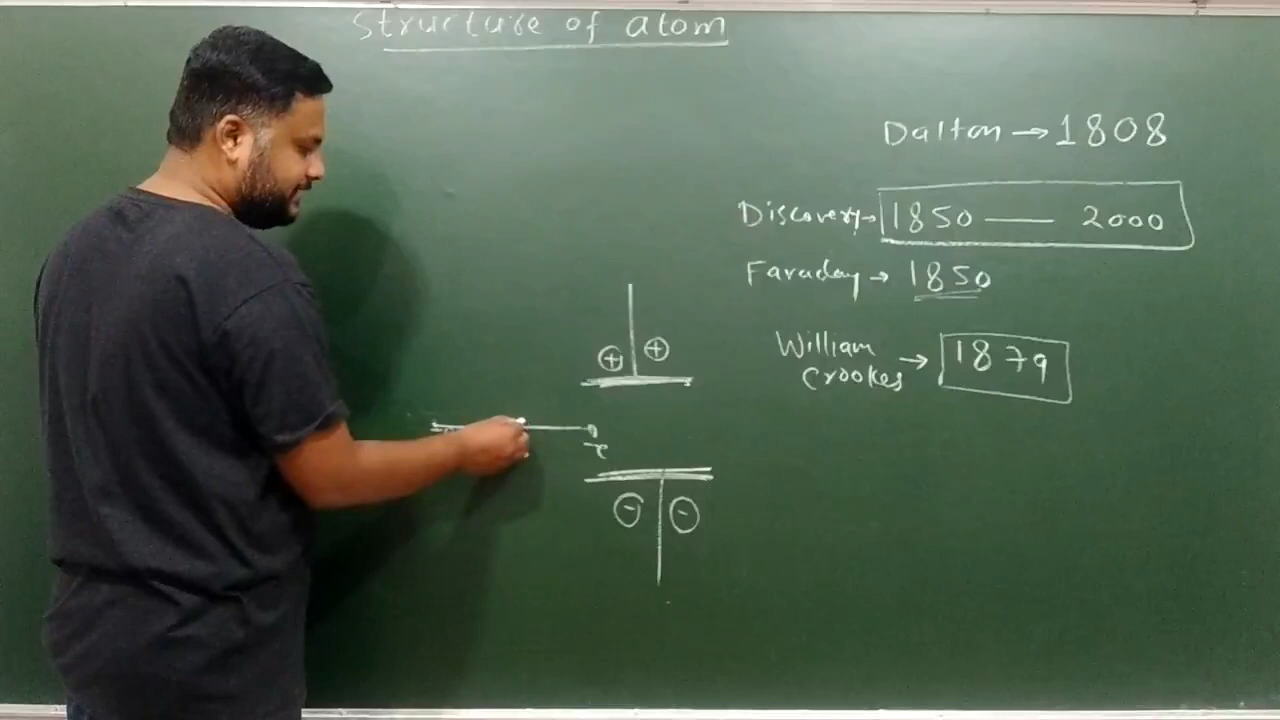 Structure of atom
Dalton → 1808
Discovery → 1850 — 2000
Faraday → 1850
William
Crookes → 1879
+ +
- -